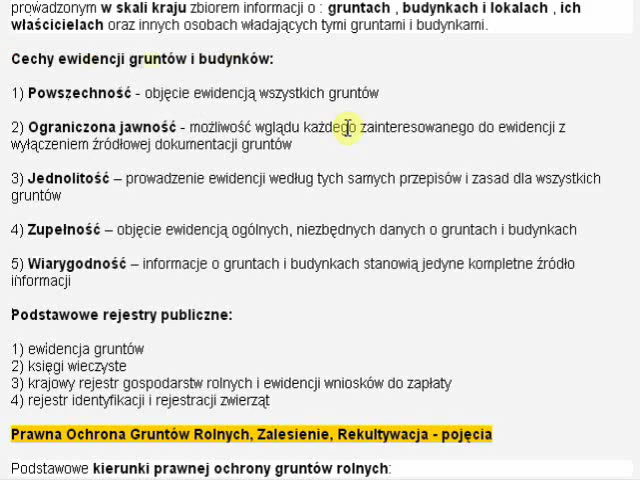 prowadzonym w skali kraju zbiorem informacji o : gruntach , budynkach i lokalach , ich
właścicielach oraz innych osobach władających tymi gruntami i budynkami.
Cechy ewidencji gruntów i budynków:
1) Powszechność - objęcie ewidencją wszystkich gruntów
2) Ograniczona jawność - możliwość wglądu każdego zainteresowanego do ewidencji z
wyłączeniem źródłowej dokumentacji gruntów
3) Jednolitość – prowadzenie ewidencji według tych samych przepisów i zasad dla wszystkich
gruntów
4) Zupełność – objęcie ewidencją ogólnych, niezbędnych danych o gruntach i budynkach
5) Wiarygodność – informacje o gruntach i budynkach stanowią jedyne kompletne źródło
informacji
Podstawowe rejestry publiczne:
1) ewidencja gruntów
2) księgi wieczyste
3) krajowy rejestr gospodarstw rolnych i ewidencji wniosków do zapłaty
4) rejestr identyfikacji i rejestracji zwierząt
Prawna Ochrona Gruntów Rolnych, Zalesienie, Rekultywacja - pojęcia
Podstawowe kierunki prawnej ochrony gruntów rolnych: